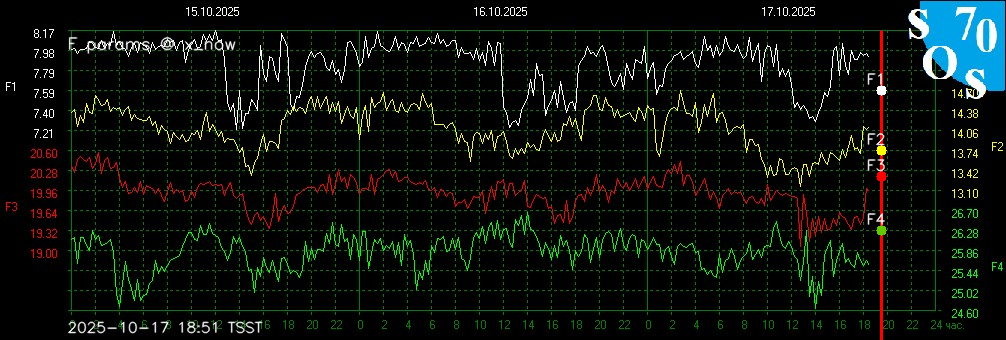 15.10.2025 16.10.2025 17.10.2025
SOS 70
F_params @ x_now
8.17
7.98
7.79
7.59
7.40
7.21
F1
20.60
20.28
19.96
19.64
19.32
19.00
F3
F1
F2
F3
F4
14.70
14.38
14.06
13.74
13.42
13.10
F2
26.70
26.28
25.86
25.44
25.02
24.60
F4
16 18 20 22 0 2 4 6 8 10 12 14 16 18 20 22 0 2 4 6 8 10 12 14 16 18 20 22 24 час.
2025-10-17 18:51 TSST